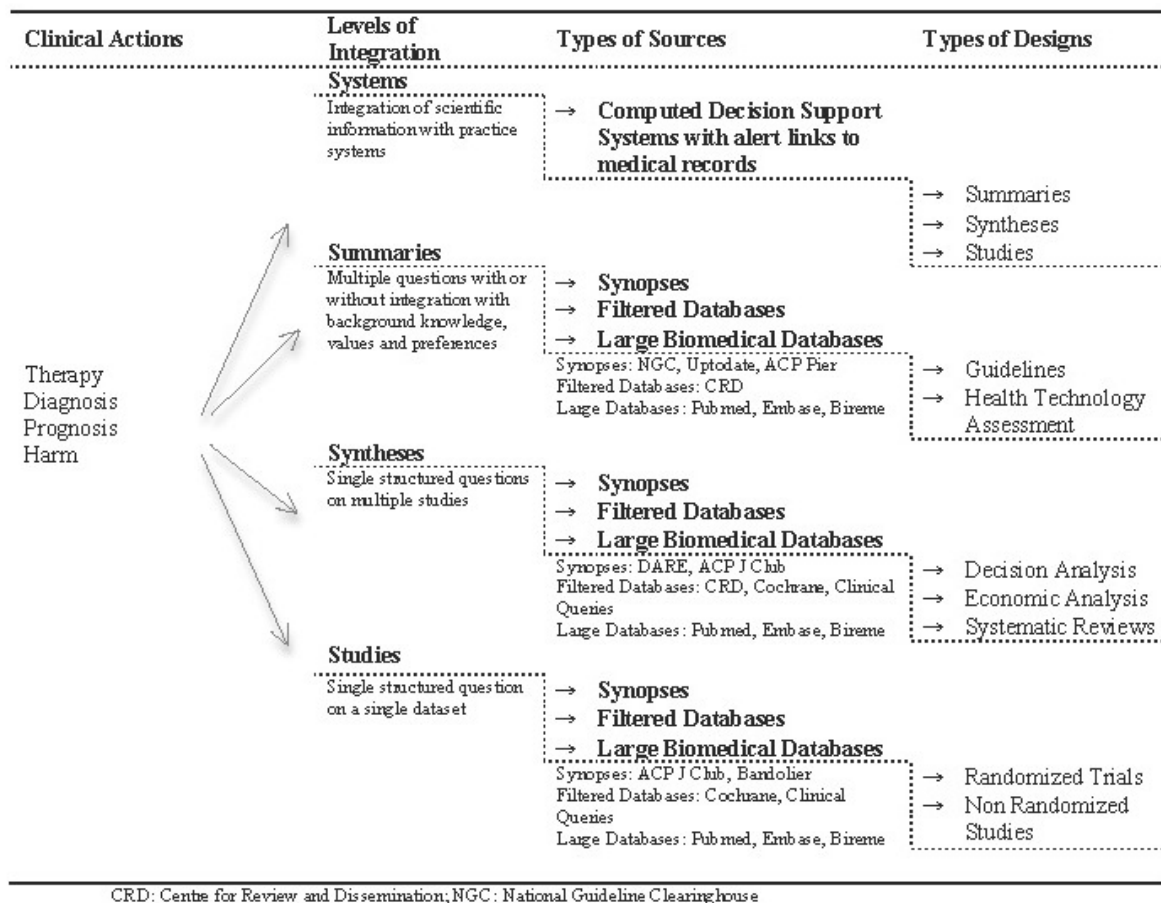 Clinical Actions
Levels of
Integration
Types of Sources
Types of Designs
Systems
Integration of scientific
information with practice
systems
→ Computed Decision Support
Systems with alert links to
medical records
→ Summaries
→ Syntheses
→ Studies
Summaries
Multiple questions with or
without integration with
background knowledge,
values and preferences
→ Synopses
→ Filtered Databases
→ Large Biomedical Databases
Synopses: NGC, Uptodate, ACP Pier
Filtered Databases: CRD
Large Databases: Pubmed, Embase, Bireme
→ Guidelines
→ Health Technology
Assessment
Therapy
Diagnosis
Prognosis
Harm
Syntheses
Single structured questions
on multiple studies
→ Synopses
→ Filtered Databases
→ Large Biomedical Databases
Synopses: DARE, ACP J Club
Filtered Databases: CRD, Cochrane, Clinical
Queries
Large Databases: Pubmed, Embase, Bireme
→ Decision Analysis
→ Economic Analysis
→ Systematic Reviews
Studies
Single structured question
on a single dataset
→ Synopses
→ Filtered Databases
→ Large Biomedical Databases
Synopses: ACP J Club, Bandolier
Filtered Databases: Cochrane, Clinical
Queries
Large Databases: Pubmed, Embase, Bireme
→ Randomized Trials
→ Non Randomized
Studies
CRD: Centre for Review and Dissemination; NGC: National Guideline Clearinghouse